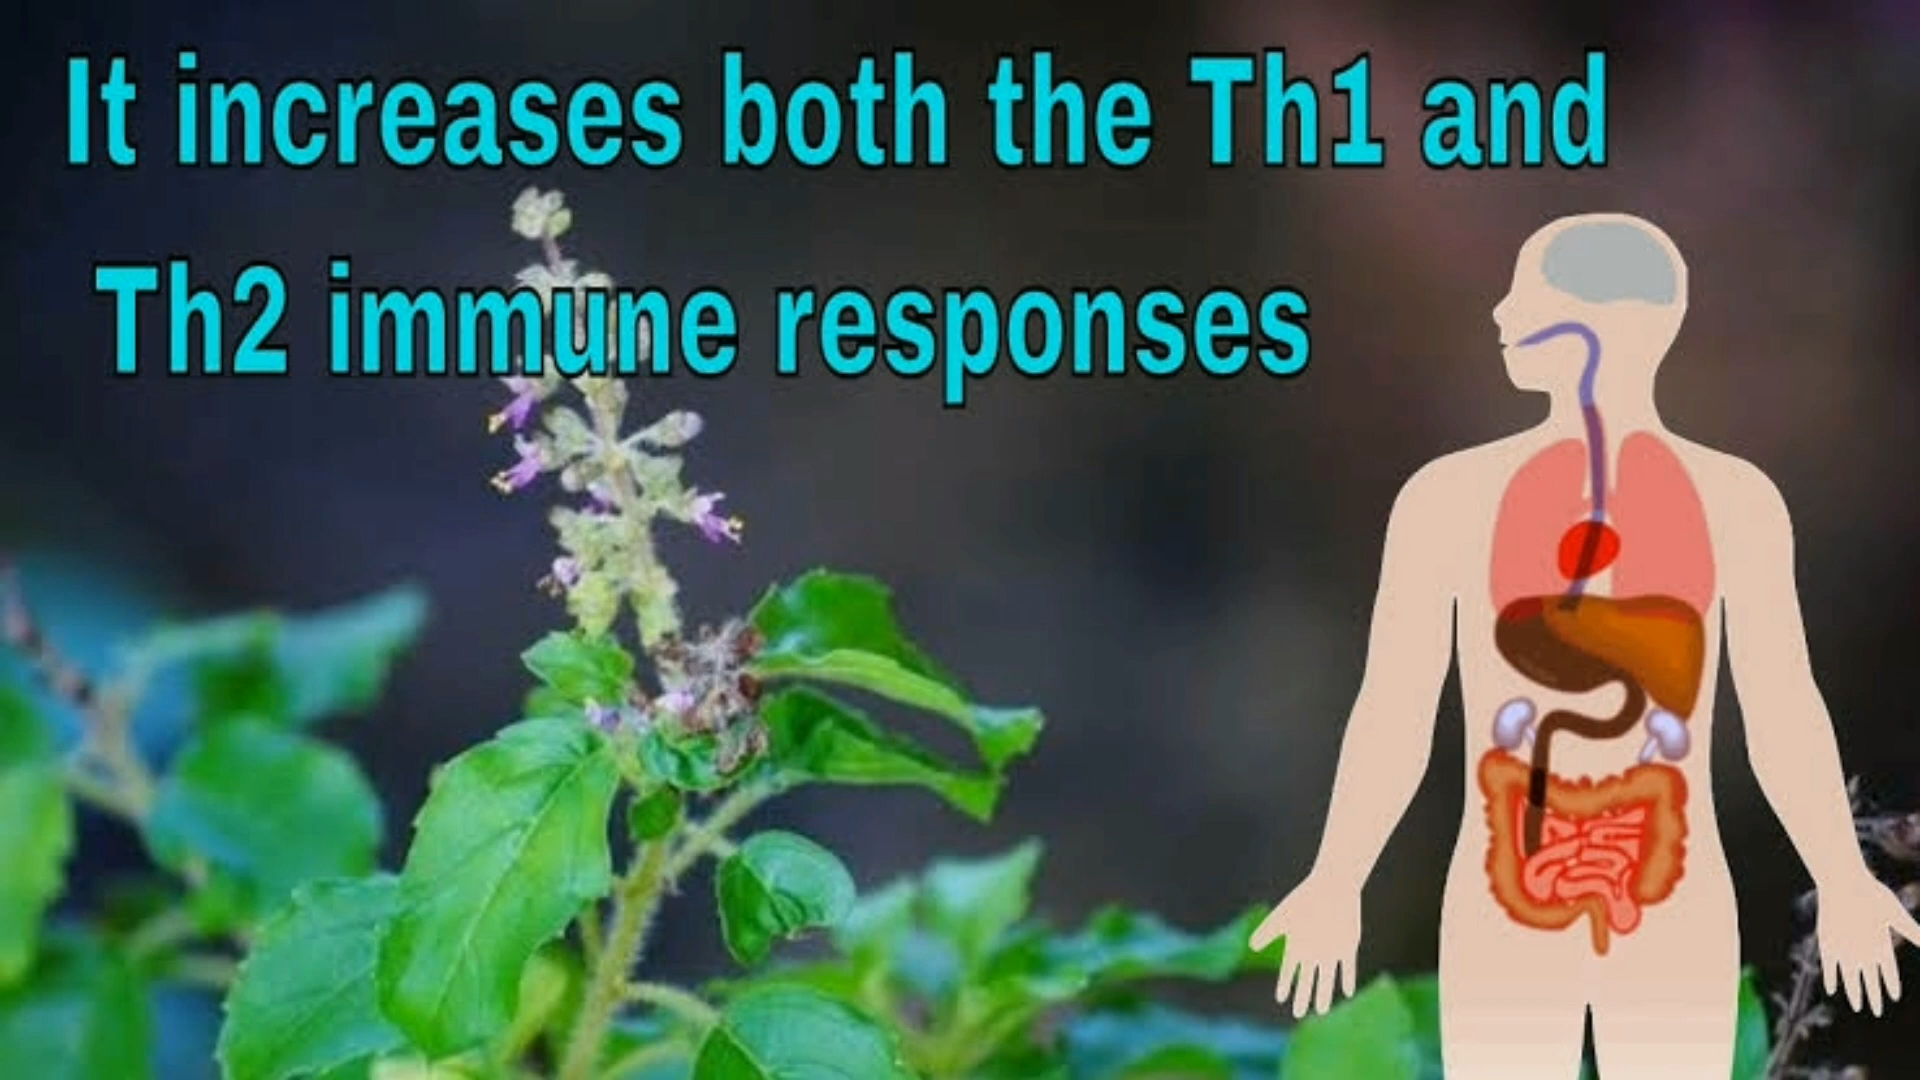 It increases both the Th1 and
Th2 immune responses